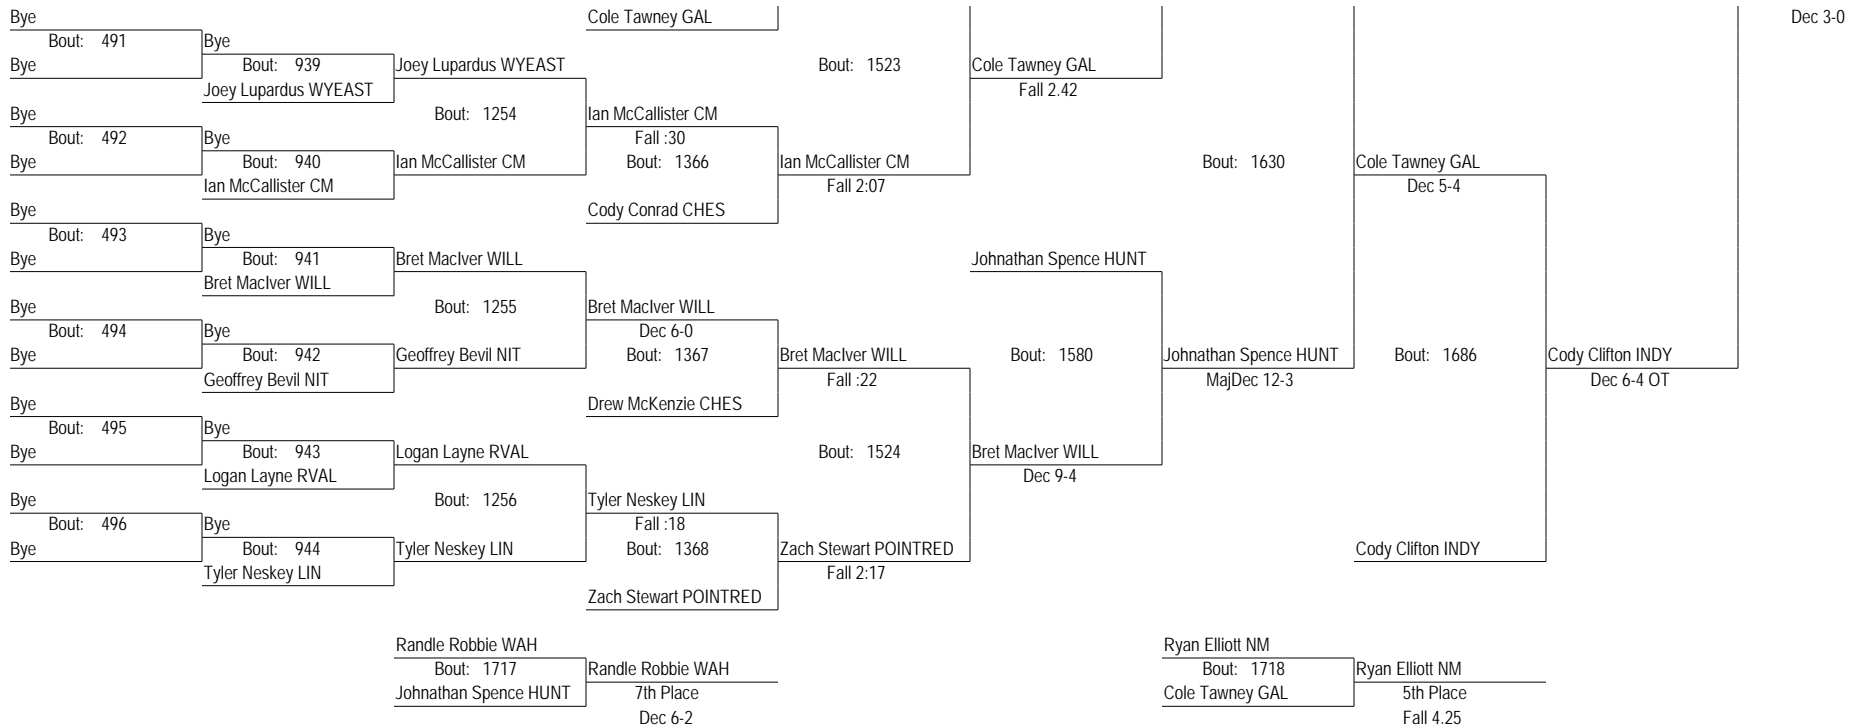 Bye Cole Tawney GAL Dec 3-0
Bout: 491 Bye
Bye Bout: 939 Joey Lupardus WYEAST Bout: 1523 Cole Tawney GAL
Joey Lupardus WYEAST Fall 2.42
Bye Bout: 1254 Ian McCallister CM
Bout: 492 Bye Fall :30
Bye Bout: 940 Ian McCallister CM Bout: 1366 Ian McCallister CM Bout: 1630 Cole Tawney GAL
Ian McCallister CM Fall 2:07 Dec 5-4
Bye Cody Conrad CHES
Bout: 493 Bye
Bye Bout: 941 Bret MacIver WILL Johnathan Spence HUNT
Bret MacIver WILL
Bye Bout: 1255 Bret MacIver WILL
Bout: 494 Bye Dec 6-0
Bye Bout: 942 Geoffrey Bevil NIT Bout: 1367 Bret MacIver WILL Bout: 1580 Johnathan Spence HUNT Bout: 1686 Cody Clifton INDY
Geoffrey Bevil NIT Fall :22 MajDec 12-3 Dec 6-4 OT
Bye Drew McKenzie CHES
Bout: 495 Bye
Bye Bout: 943 Logan Layne RVAL Bout: 1524 Bret MacIver WILL
Logan Layne RVAL Dec 9-4
Bye Bout: 1256 Tyler Neskey LIN
Bout: 496 Bye Fall :18
Bye Bout: 944 Tyler Neskey LIN Bout: 1368 Zach Stewart POINTRED Cody Clifton INDY
Tyler Neskey LIN Fall 2:17
Zach Stewart POINTRED
Randle Robbie WAH Ryan Elliott NM
Bout: 1717 Randle Robbie WAH Bout: 1718 Ryan Elliott NM
Johnathan Spence HUNT 7th Place Cole Tawney GAL 5th Place
Dec 6-2 Fall 4.25